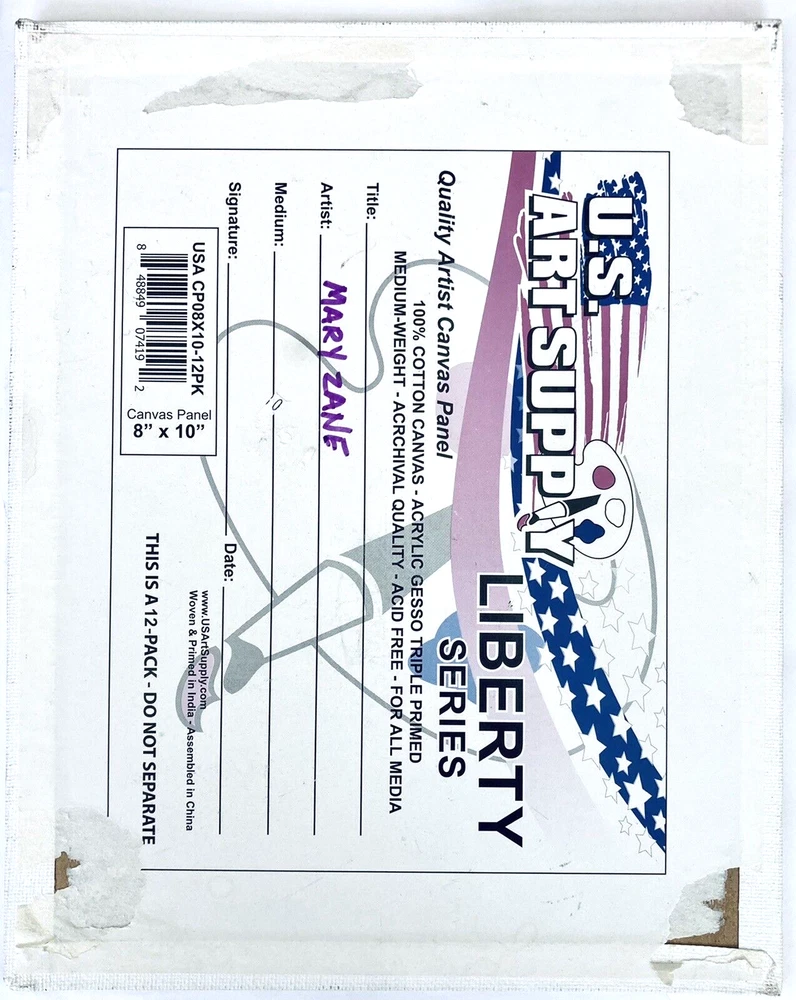 U.S.
ART SUPPLY
LIBERTY
SERIES
Quality Artist Canvas Panel
100% COTTON CANVAS - ACRYLIC GESSO TRIPLE PRIMED
MEDIUM-WEIGHT - ACRCHIVAL QUALITY - ACID FREE - FOR ALL MEDIA
Title:
Artist: MARY ZANE
Medium:
Signature: Date:
USA CP08X10-12PK
8 48849 07419 2
Canvas Panel
8” x 10”
www.USArtSupply.com
Woven & Primed in India - Assembled in China
THIS IS A 12-PACK - DO NOT SEPARATE